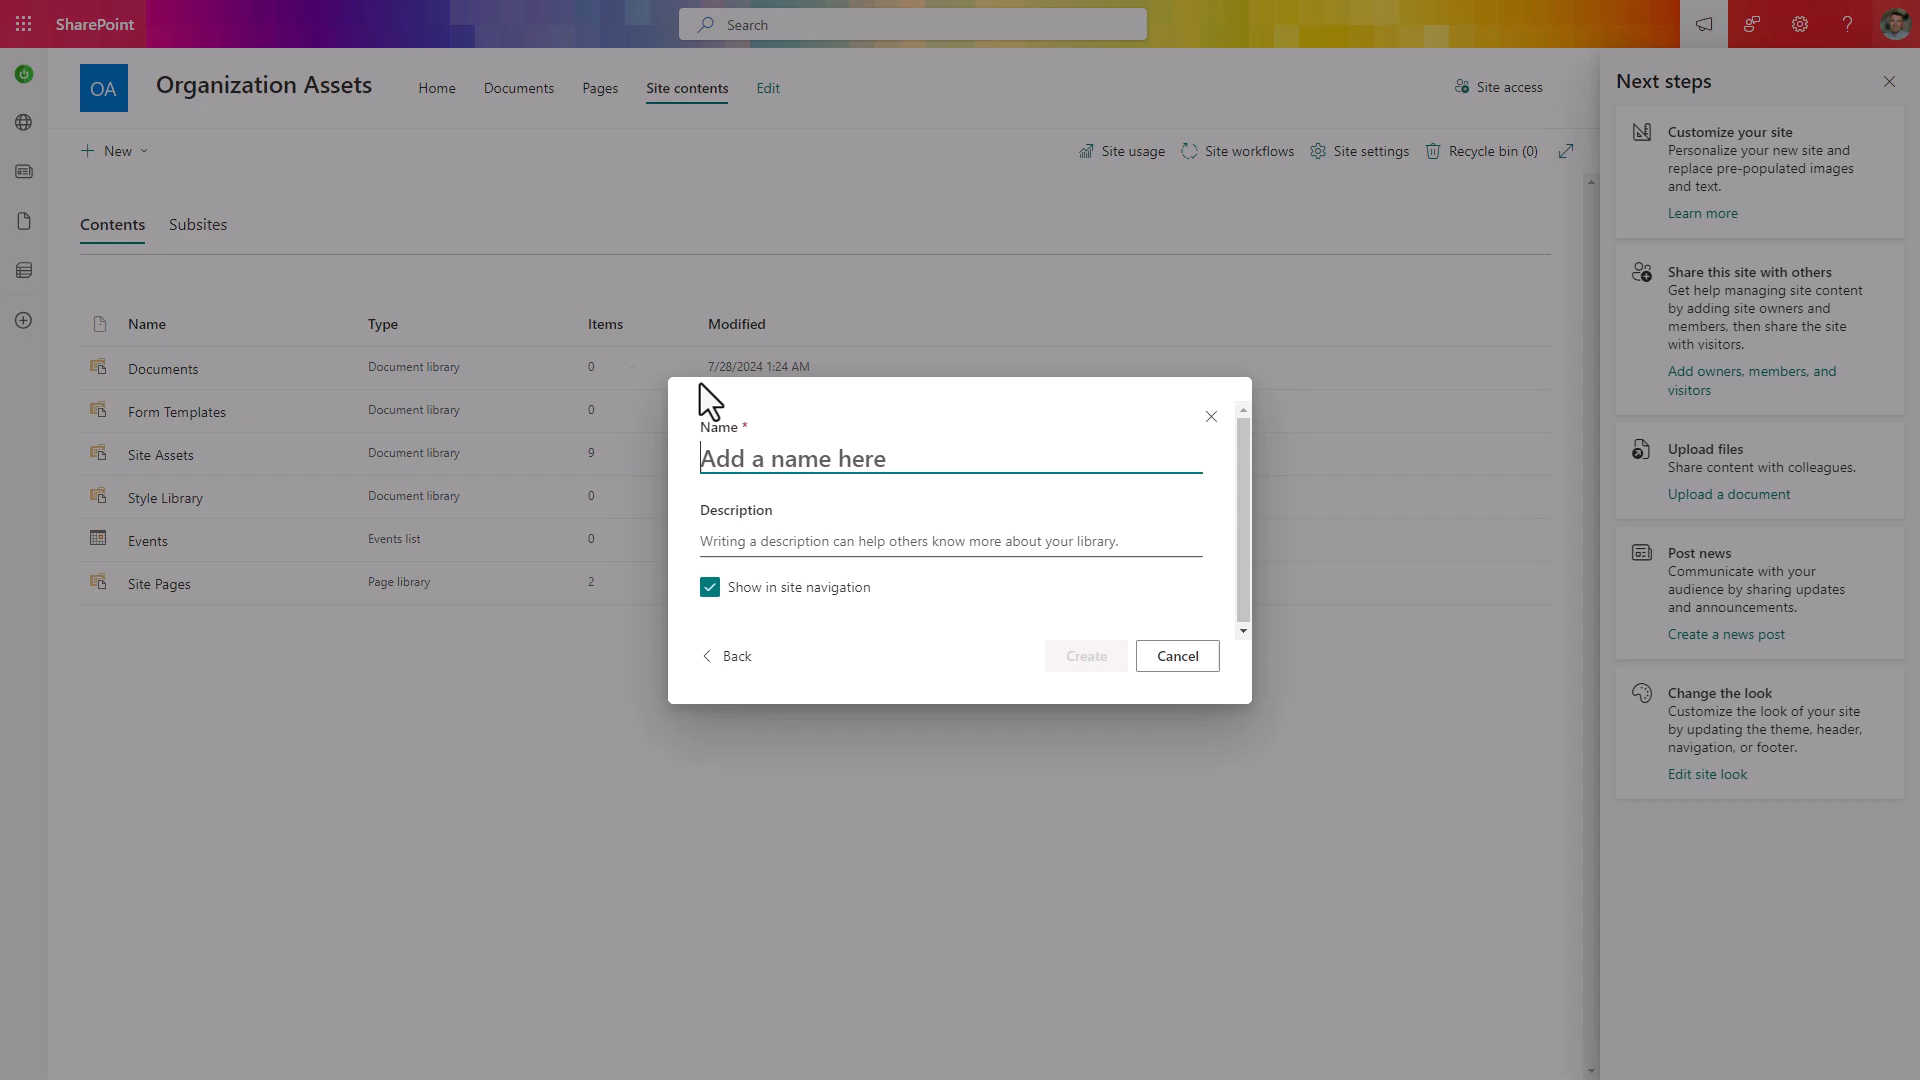 SharePoint
Search
OA
Organization Assets
Home
Documents
Pages
Site contents
Edit
Site access
New
Site usage
Site workflows
Site settings
Recycle bin (0)
Contents
Subsites
Name
Type
Items
Modified
Documents
Document library
0
7/28/2024 1:24 AM
Form Templates
Document library
0
Site Assets
Document library
9
Style Library
Document library
0
Events
Events list
0
Site Pages
Page library
2
Name *
Add a name here
Description
Writing a description can help others know more about your library.
Show in site navigation
Back
Create
Cancel
Next steps
Customize your site
Personalize your new site and
replace pre-populated images
and text.
Learn more
Share this site with others
Get help managing site content
by adding site owners and
members, then share the site
with visitors.
Add owners, members, and
visitors
Upload files
Share content with colleagues.
Upload a document
Post news
Communicate with your
audience by sharing updates
and announcements.
Create a news post
Change the look
Customize the look of your site
by updating the theme, header,
navigation, or footer.
Edit site look